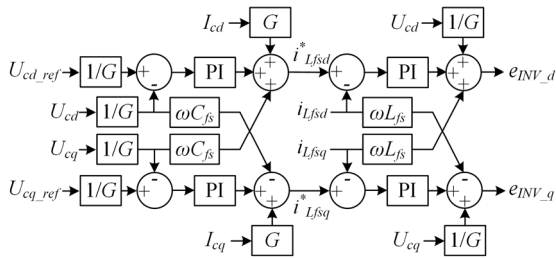 I_cd G U_cd 1/G
U_cd_ref 1/G + - PI + + + i*_Lfsd + - PI + + + e_INV_d
U_cd 1/G ωC_fs i_Lfsd ωL_fs
U_cq 1/G ωC_fs i_Lfsq ωL_fs
U_cq_ref 1/G + - PI + - + i*_Lfsq + - PI + - + e_INV_q
I_cq G U_cq 1/G